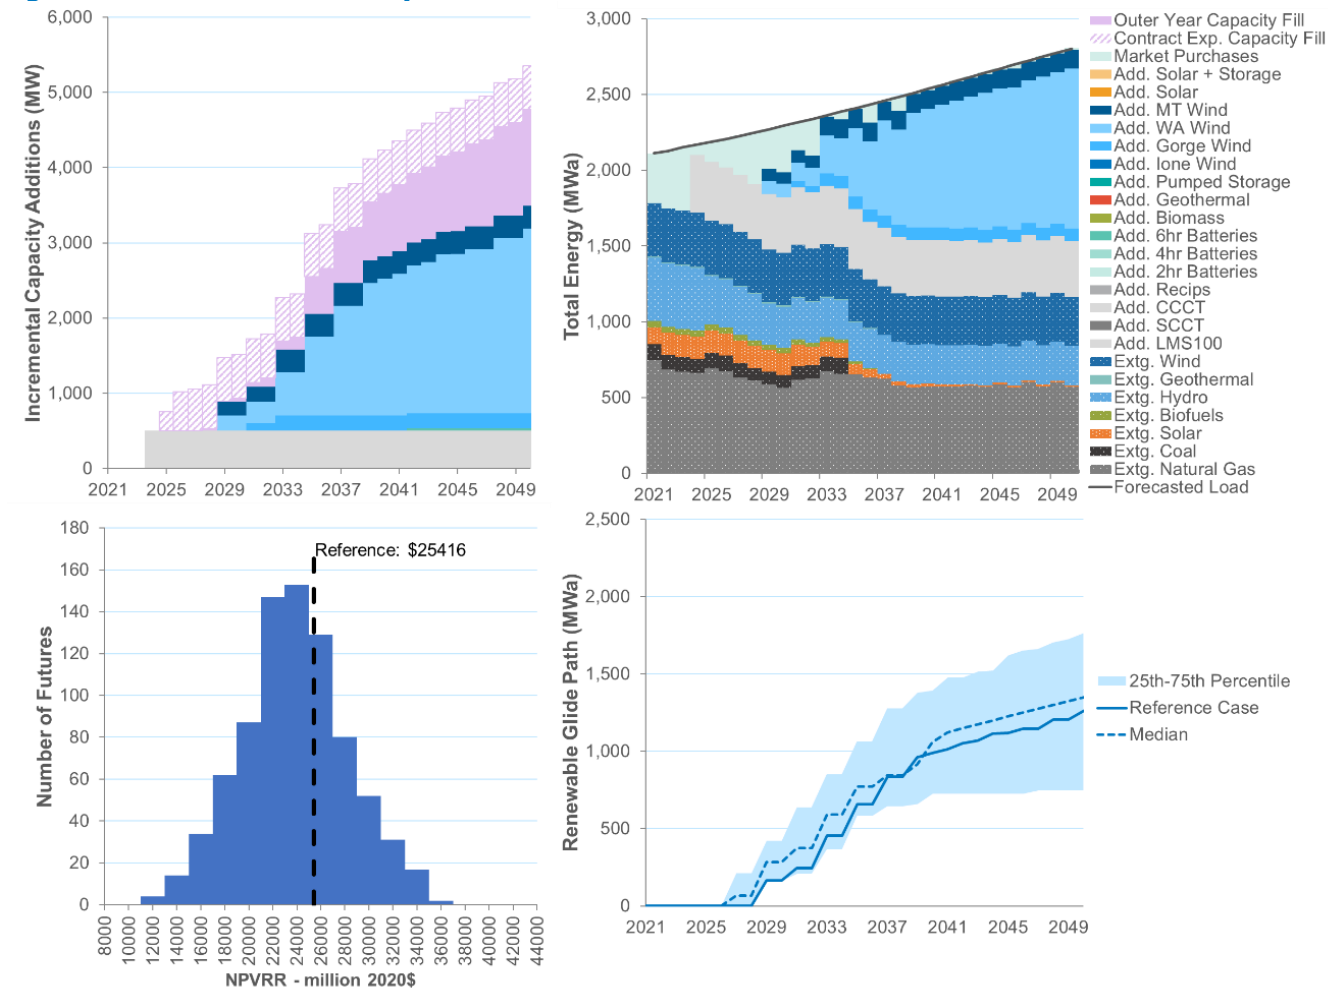 6,000
5,000
4,000
3,000
2,000
1,000
0
Incremental Capacity Additions (MW)
2021 2025 2029 2033 2037 2041 2045 2049
3,000
2,500
2,000
1,500
1,000
500
0
Total Energy (MWa)
2021 2025 2029 2033 2037 2041 2045 2049
Outer Year Capacity Fill
Contract Exp. Capacity Fill
Market Purchases
Add. Solar + Storage
Add. Solar
Add. MT Wind
Add. WA Wind
Add. Gorge Wind
Add. Ione Wind
Add. Pumped Storage
Add. Geothermal
Add. Biomass
Add. 6hr Batteries
Add. 4hr Batteries
Add. 2hr Batteries
Add. Recips
Add. CCCT
Add. SCCT
Add. LMS100
Extg. Wind
Extg. Geothermal
Extg. Hydro
Extg. Biofuels
Extg. Solar
Extg. Coal
Extg. Natural Gas
Forecasted Load
180
160
140
120
100
80
60
40
20
0
Number of Futures
Reference: $25416
8000 10000 12000 14000 16000 18000 20000 22000 24000 26000 28000 30000 32000 34000 36000 38000 40000 42000 44000
NPVRR - million 2020$
2,500
2,000
1,500
1,000
500
0
Renewable Glide Path (MWa)
2021 2025 2029 2033 2037 2041 2045 2049
25th-75th Percentile
Reference Case
Median